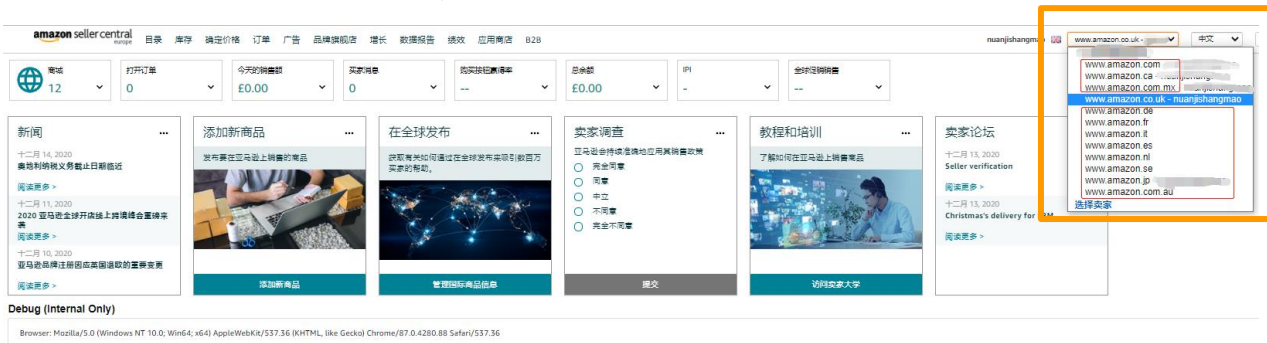 amazon seller central
europe
目录 库存 确定价格 订单 广告 品牌旗舰店 增长 数据报告 绩效 应用商店 B2B
nuanjishangmao
www.amazon.co.uk -
中文
商城
12
打开订单
0
今天的销售额
£0.00
买家消息
0
购买按钮赢得率
--
总余额
£0.00
IPI
-
全球促销销售
--
www.amazon.com
www.amazon.ca - nuanjishang
www.amazon.com.mx
www.amazon.co.uk - nuanjishangmao
www.amazon.de
www.amazon.fr
www.amazon.it
www.amazon.es
www.amazon.nl
www.amazon.se
www.amazon.jp
www.amazon.com.au
选择卖家
新闻 ...
十二月 14, 2020
奥地利纳税义务截止日期临近
阅读更多 >
十二月 11, 2020
2020 亚马逊全球开店线上跨境峰会重磅来
袭
阅读更多 >
十二月 10, 2020
亚马逊品牌注册因应英国退欧的重要变更
阅读更多 >
添加新商品 ...
发布要在亚马逊上销售的商品
添加新商品
在全球发布 ...
获取有关如何通过在全球发布来吸引数百万
买家的帮助。
管理国际商品信息
卖家调查 ...
亚马逊会持续准确地应用其销售政策
完全同意
同意
中立
不同意
完全不同意
提交
教程和培训 ...
了解如何在亚马逊上销售商品
访问卖家大学
卖家论坛
十二月 13, 2020
Seller verification
阅读更多 >
十二月 13, 2020
Christmas's delivery for FBM
阅读更多 >
Debug (Internal Only)
Browser: Mozilla/5.0 (Windows NT 10.0; Win64; x64) AppleWebKit/537.36 (KHTML, like Gecko) Chrome/87.0.4280.88 Safari/537.36